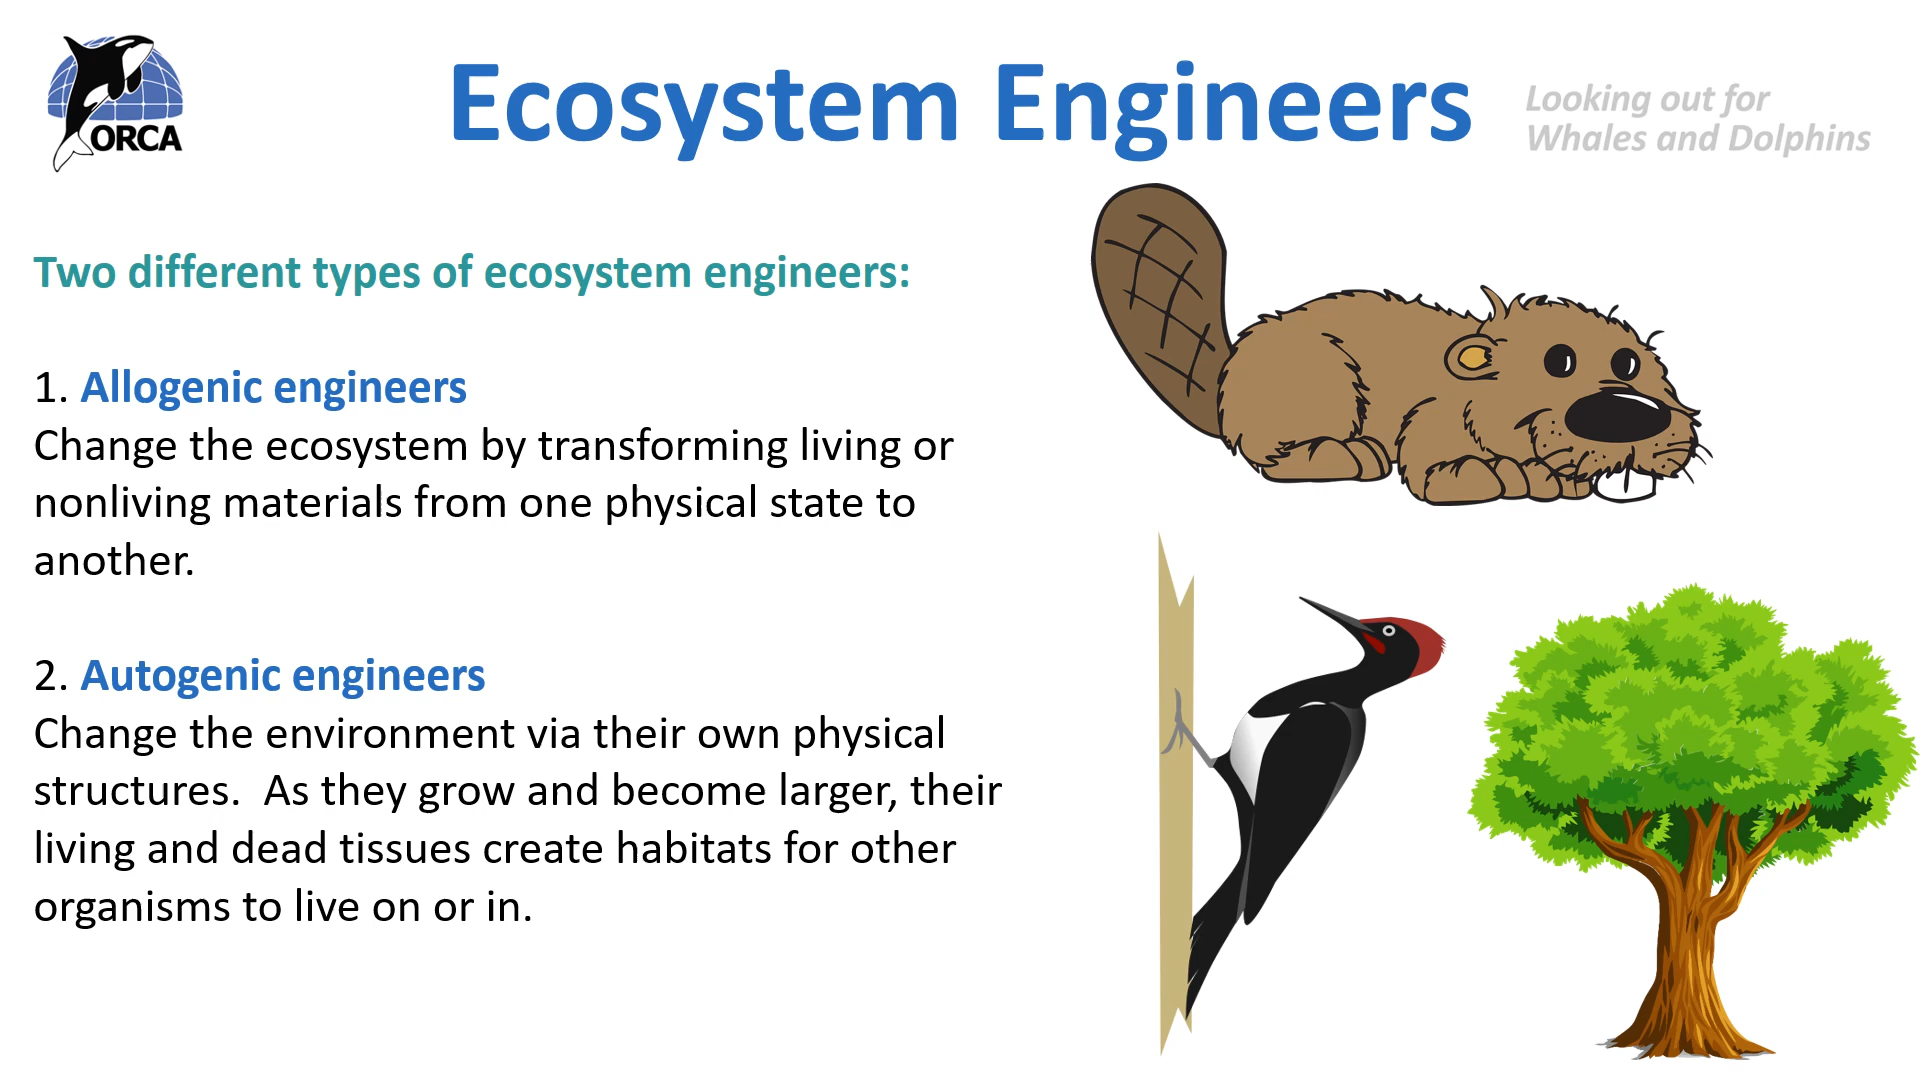 ORCA
Ecosystem Engineers
Looking out for
Whales and Dolphins
Two different types of ecosystem engineers:
1. Allogenic engineers
Change the ecosystem by transforming living or
nonliving materials from one physical state to
another.
2. Autogenic engineers
Change the environment via their own physical
structures.  As they grow and become larger, their
living and dead tissues create habitats for other
organisms to live on or in.